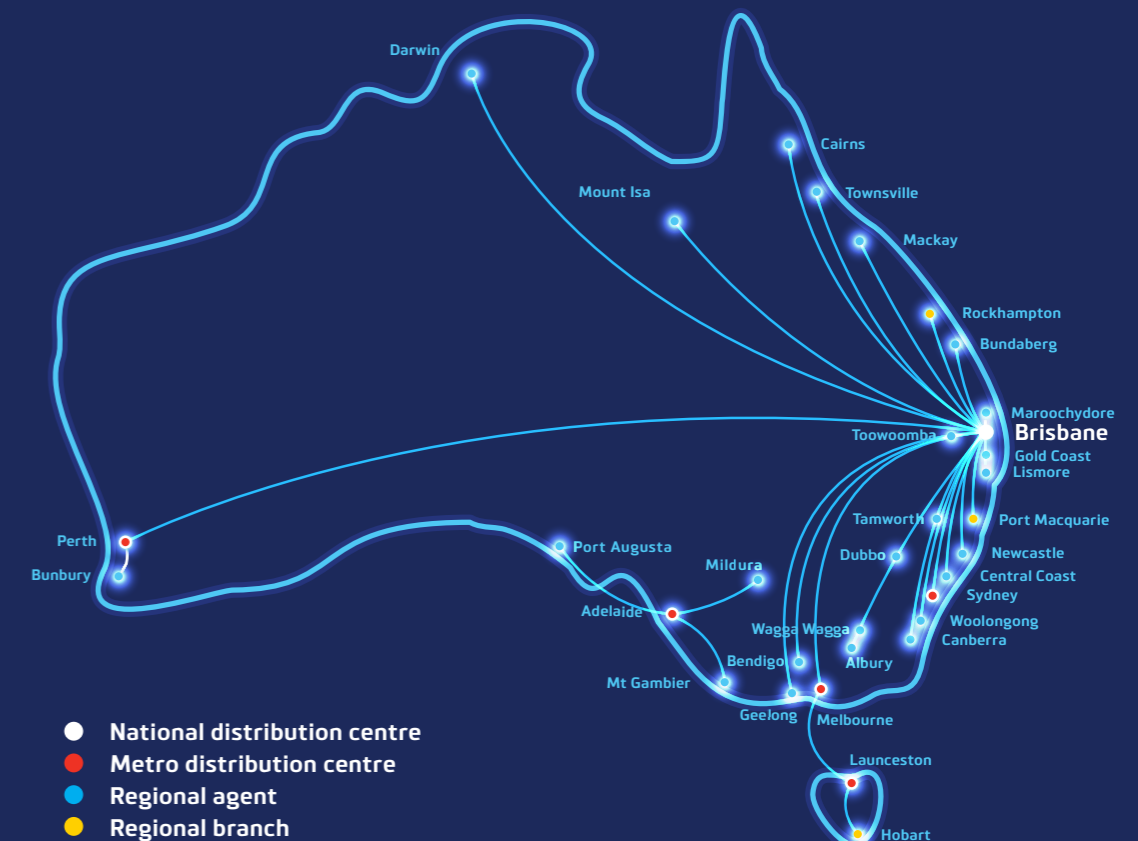 Darwin
Cairns
Mount Isa
Townsville
Mackay
Rockhampton
Bundaberg
Maroochydore
Toowoomba
Brisbane
Gold Coast
Lismore
Tamworth
Port Macquarie
Perth
Port Augusta
Dubbo
Newcastle
Mildura
Bunbury
Central Coast
Sydney
Adelaide
Woolongong
Wagga Wagga
Canberra
Bendigo
Albury
Mt Gambier
Geelong
Melbourne
Launceston
Hobart
National distribution centre
Metro distribution centre
Regional agent
Regional branch